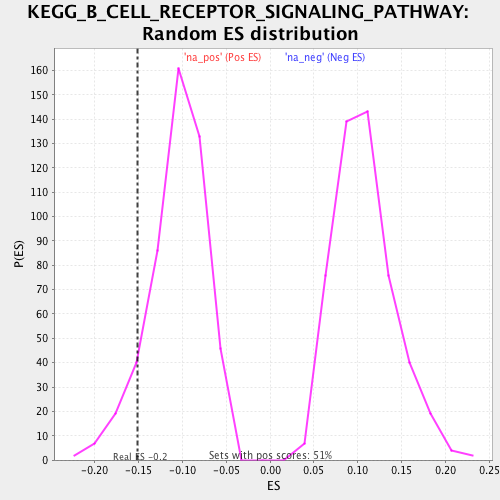 KEGG_B_CELL_RECEPTOR_SIGNALING_PATHWAY:
Random ES distribution
'na_pos' (Pos ES) 'na_neg' (Neg ES)
160
150
140
130
120
110
100
90
80
70
60
50
40
30
20
10
0
P(ES)
Real ES -0.2
Sets with pos scores: 51%
-0.20 -0.15 -0.10 -0.05 0.00 0.05 0.10 0.15 0.20 0.25
ES